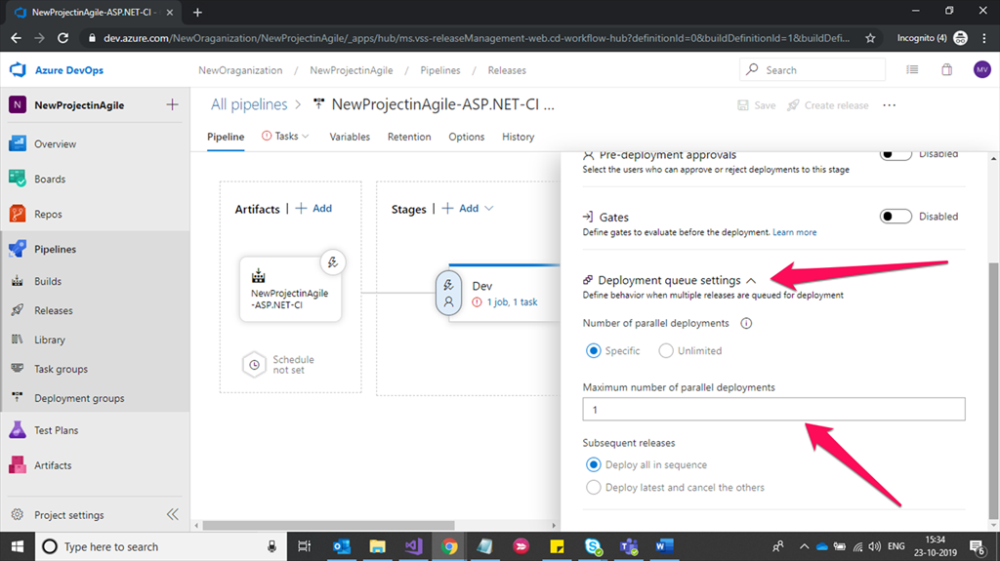 NewProjectinAgile-ASP.NET-CI -
dev.azure.com/NewOraganization/NewProjectinAgile/_apps/hub/ms.vss-releaseManagement-web.cd-workflow-hub?definitionId=0&buildDefinitionId=1&buildDefi...
Incognito (4)
Azure DevOps
NewOraganization / NewProjectinAgile / Pipelines / Releases
Search
MV
N
NewProjectinAgile
All pipelines > NewProjectinAgile-ASP.NET-CI ...
Save
Create release
Pipeline
Tasks
Variables
Retention
Options
History
Overview
Boards
Repos
Pipelines
Builds
Releases
Library
Task groups
Deployment groups
Test Plans
Artifacts
Project settings
Artifacts | + Add
NewProjectinAgile
-ASP.NET-CI
Schedule
not set
Stages | + Add
Dev
1 job, 1 task
Pre-deployment approvals
Disabled
Select the users who can approve or reject deployments to this stage
Gates
Disabled
Define gates to evaluate before the deployment. Learn more
Deployment queue settings
Define behavior when multiple releases are queued for deployment
Number of parallel deployments
Specific
Unlimited
Maximum number of parallel deployments
1
Subsequent releases
Deploy all in sequence
Deploy latest and cancel the others
Type here to search
ENG
15:34
23-10-2019
6